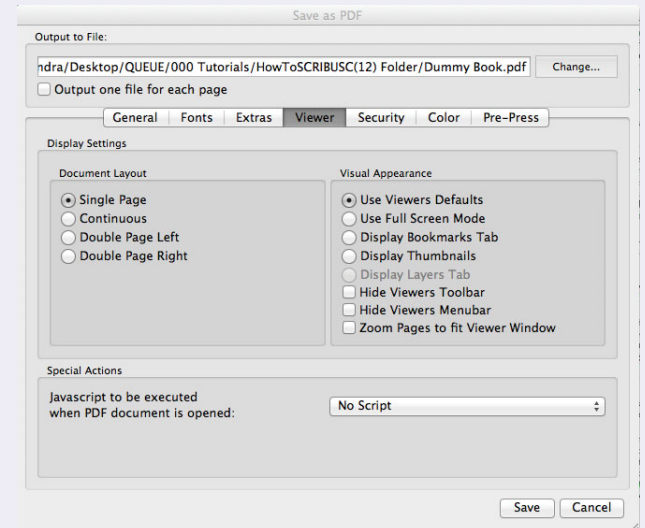 Save as PDF
Output to File:
ndra/Desktop/QUEUE/000 Tutorials/HowToSCRIBUSC(12) Folder/Dummy Book.pdf Change...
Output one file for each page
General Fonts Extras Viewer Security Color Pre-Press
Display Settings
Document Layout
Single Page
Continuous
Double Page Left
Double Page Right
Visual Appearance
Use Viewers Defaults
Use Full Screen Mode
Display Bookmarks Tab
Display Thumbnails
Display Layers Tab
Hide Viewers Toolbar
Hide Viewers Menubar
Zoom Pages to fit Viewer Window
Special Actions
Javascript to be executed
when PDF document is opened:
No Script
Save Cancel